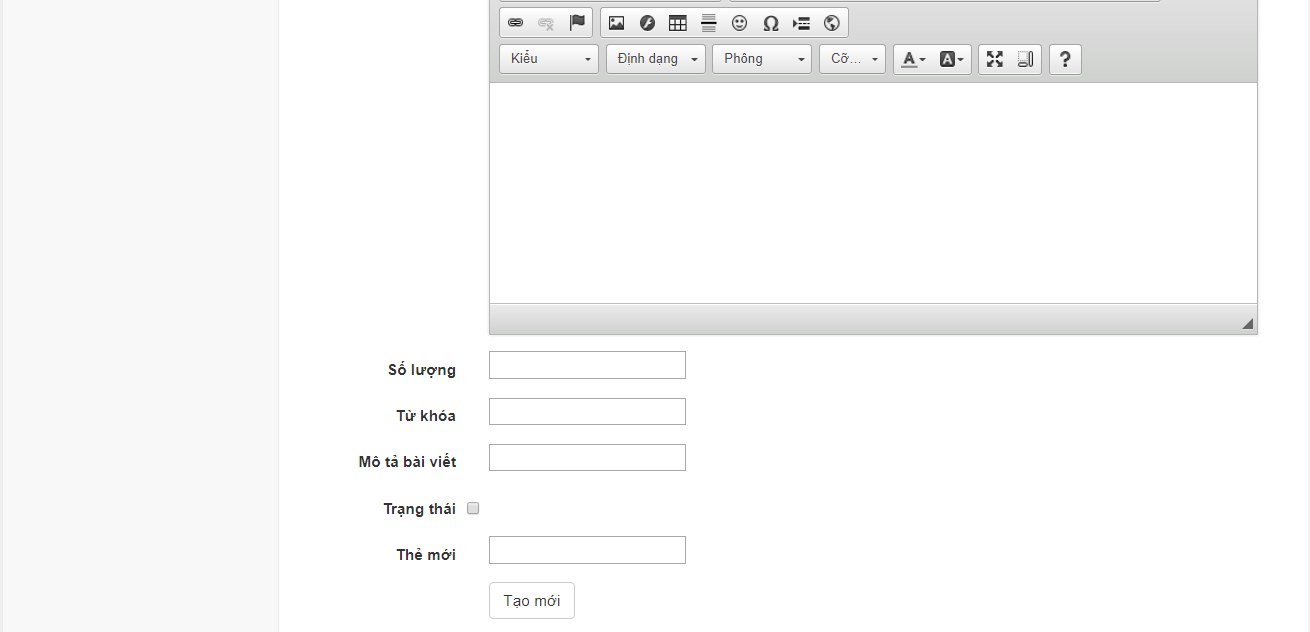 Kiểu Định dạng Phông Cỡ... A A ?
Số lượng
Từ khóa
Mô tả bài viết
Trạng thái
Thẻ mới
Tạo mới